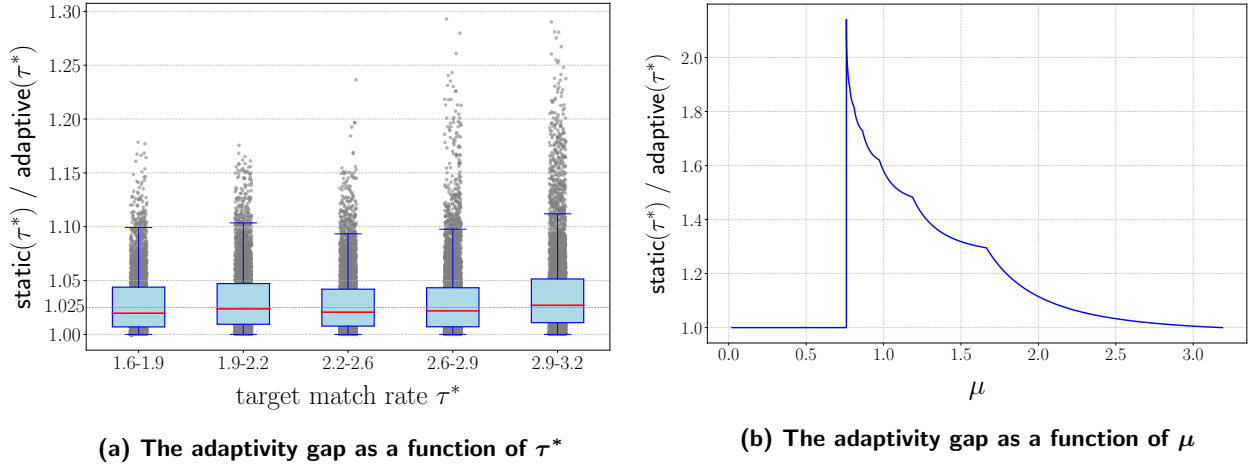 static(τ*) / adaptive(τ*)
1.30
1.25
1.20
1.15
1.10
1.05
1.025
1.00
1.6-1.9 1.9-2.2 2.2-2.6 2.6-2.9 2.9-3.2
target match rate τ*
(a) The adaptivity gap as a function of τ*
static(τ*) / adaptive(τ*)
2.0
1.8
1.6
1.4
1.2
1.0
0.0 0.5 1.0 1.5 2.0 2.5 3.0
μ
(b) The adaptivity gap as a function of μ